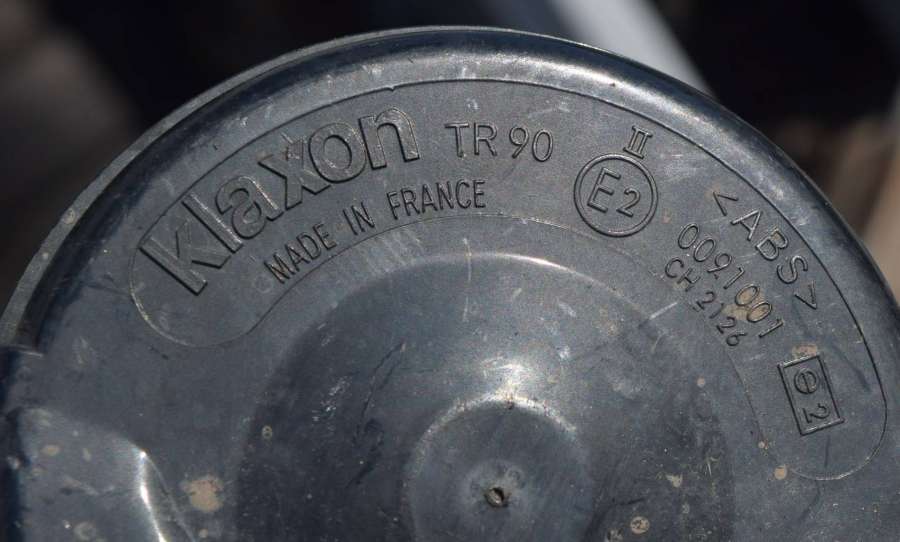 Klaxon TR 90
MADE IN FRANCE
II
E2
<ABS>
0091001
CH 2126
e2